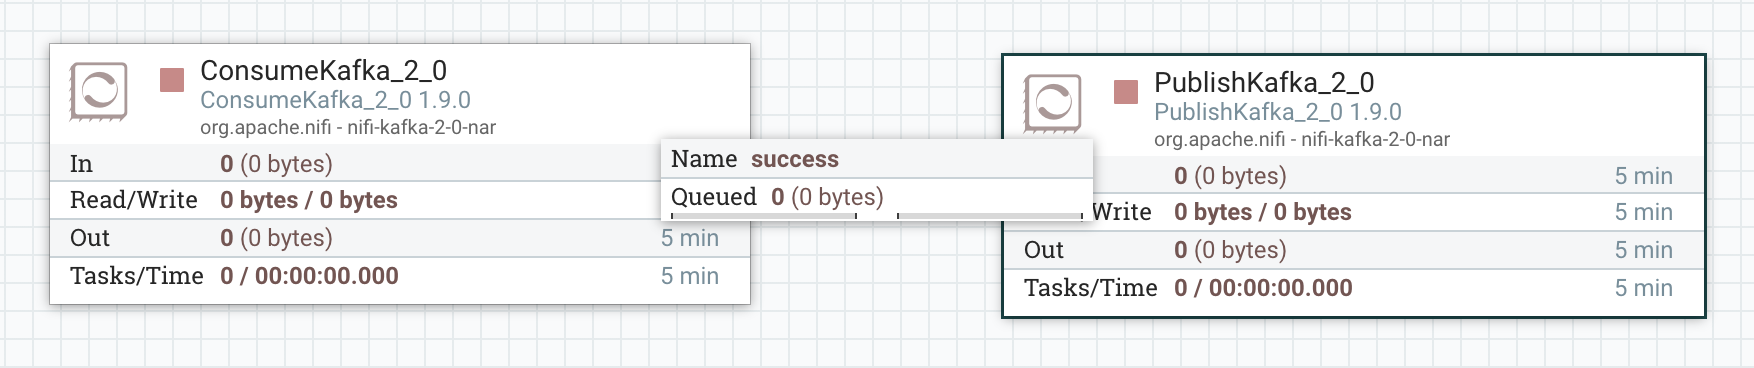 ConsumeKafka_2_0
ConsumeKafka_2_0 1.9.0
org.apache.nifi - nifi-kafka-2-0-nar
In 0 (0 bytes)
Read/Write 0 bytes / 0 bytes
Out 0 (0 bytes) 5 min
Tasks/Time 0 / 00:00:00.000 5 min
Name success
Queued 0 (0 bytes)
PublishKafka_2_0
PublishKafka_2_0 1.9.0
org.apache.nifi - nifi-kafka-2-0-nar
0 (0 bytes) 5 min
Write 0 bytes / 0 bytes 5 min
Out 0 (0 bytes) 5 min
Tasks/Time 0 / 00:00:00.000 5 min